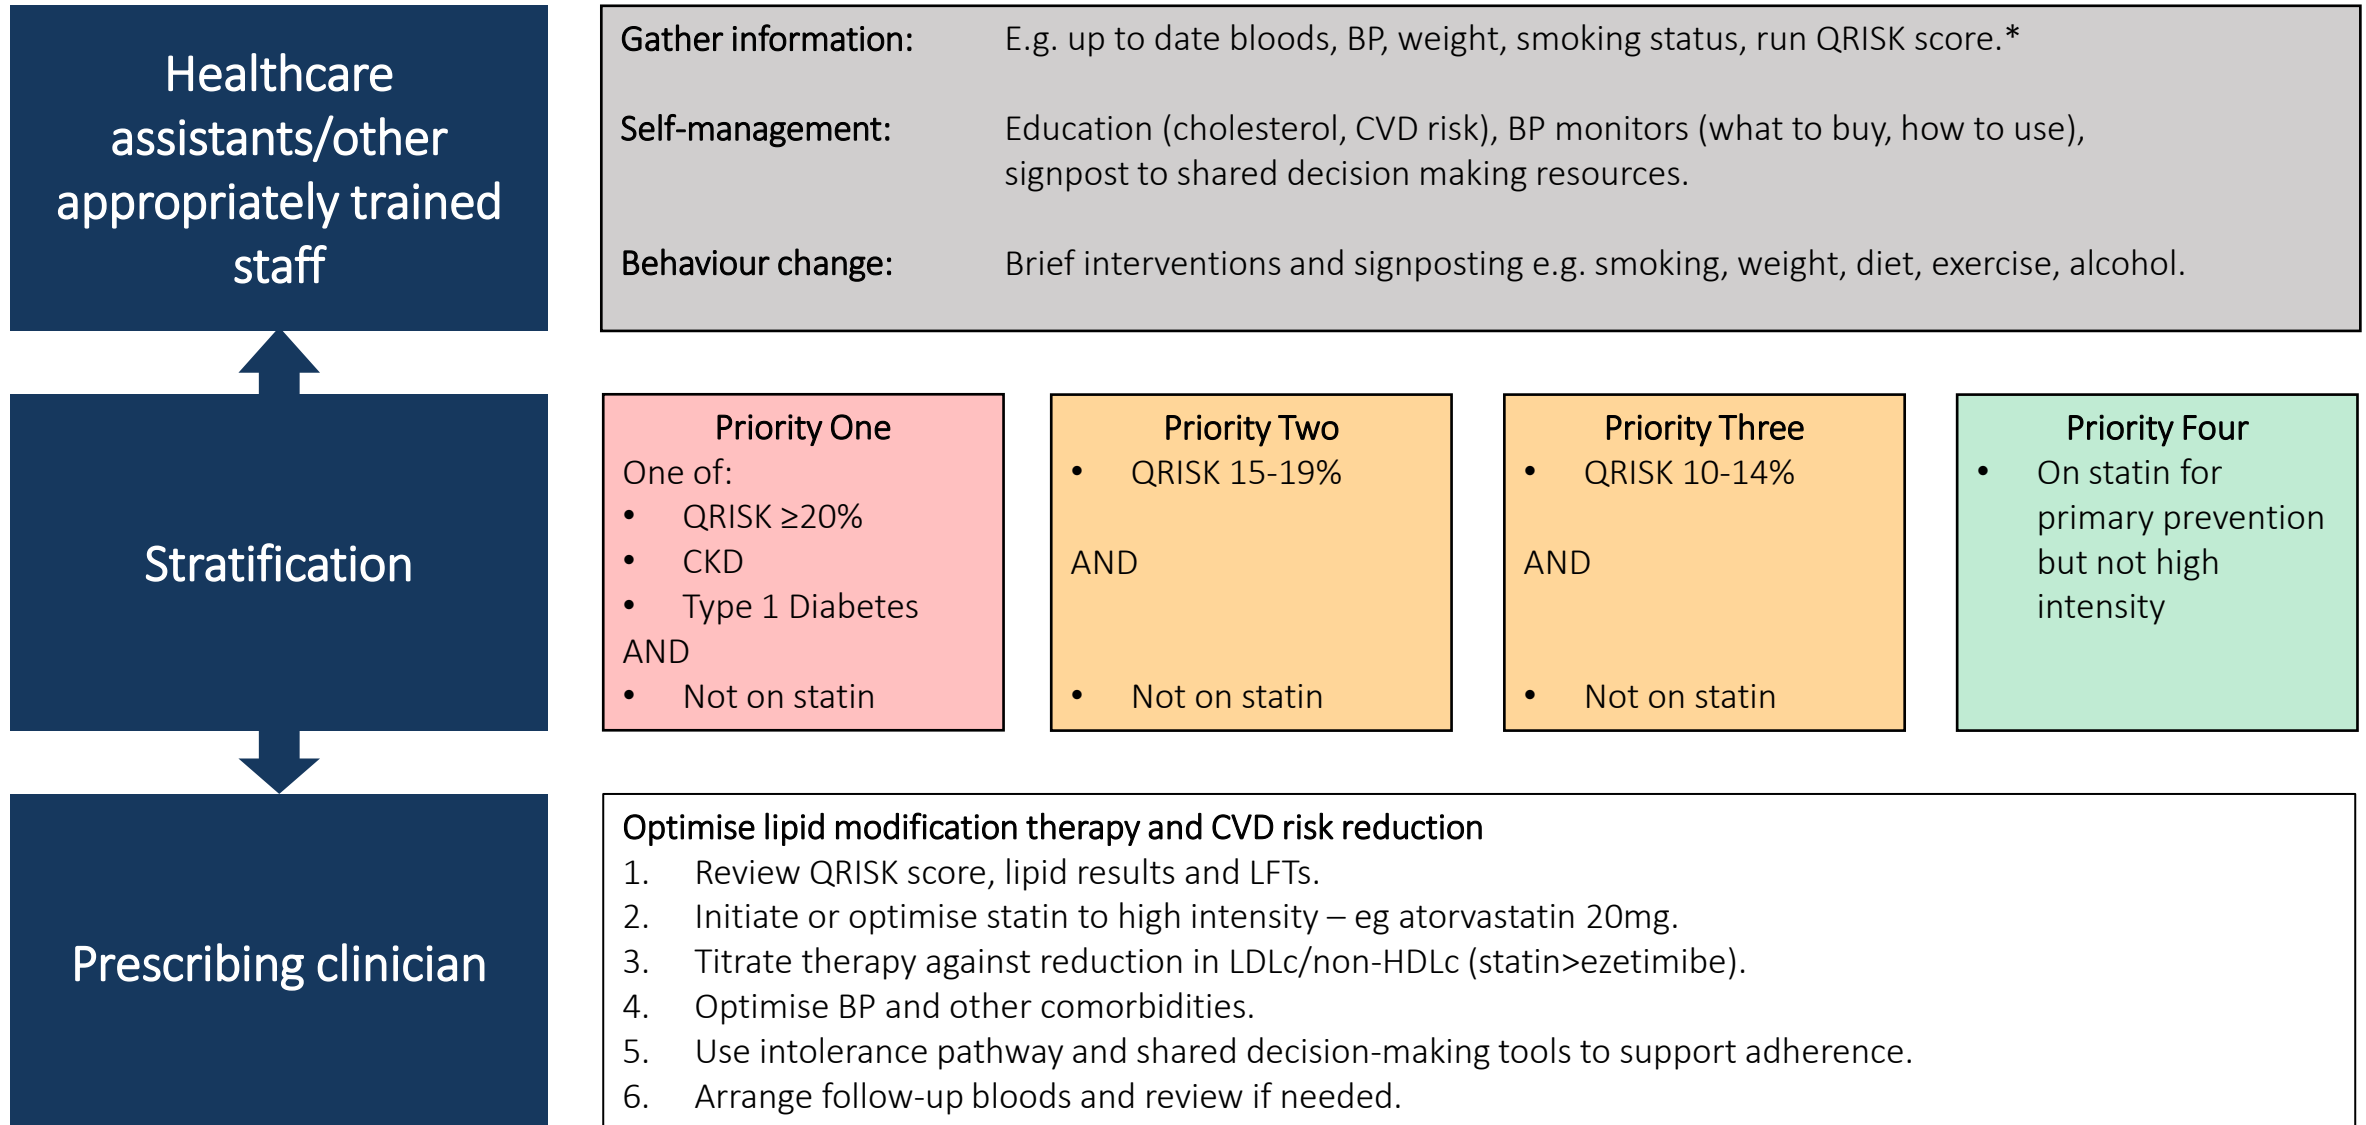 Healthcare
assistants/other
appropriately trained
staff
Gather information: E.g. up to date bloods, BP, weight, smoking status, run QRISK score.*
Self-management: Education (cholesterol, CVD risk), BP monitors (what to buy, how to use),
signpost to shared decision making resources.
Behaviour change: Brief interventions and signposting e.g. smoking, weight, diet, exercise, alcohol.
Stratification
Priority One
One of:
• QRISK ≥20%
• CKD
• Type 1 Diabetes
AND
• Not on statin
Priority Two
• QRISK 15-19%
AND
• Not on statin
Priority Three
• QRISK 10-14%
AND
• Not on statin
Priority Four
• On statin for
primary prevention
but not high
intensity
Prescribing clinician
Optimise lipid modification therapy and CVD risk reduction
1. Review QRISK score, lipid results and LFTs.
2. Initiate or optimise statin to high intensity – eg atorvastatin 20mg.
3. Titrate therapy against reduction in LDLc/non-HDLc (statin>ezetimibe).
4. Optimise BP and other comorbidities.
5. Use intolerance pathway and shared decision-making tools to support adherence.
6. Arrange follow-up bloods and review if needed.